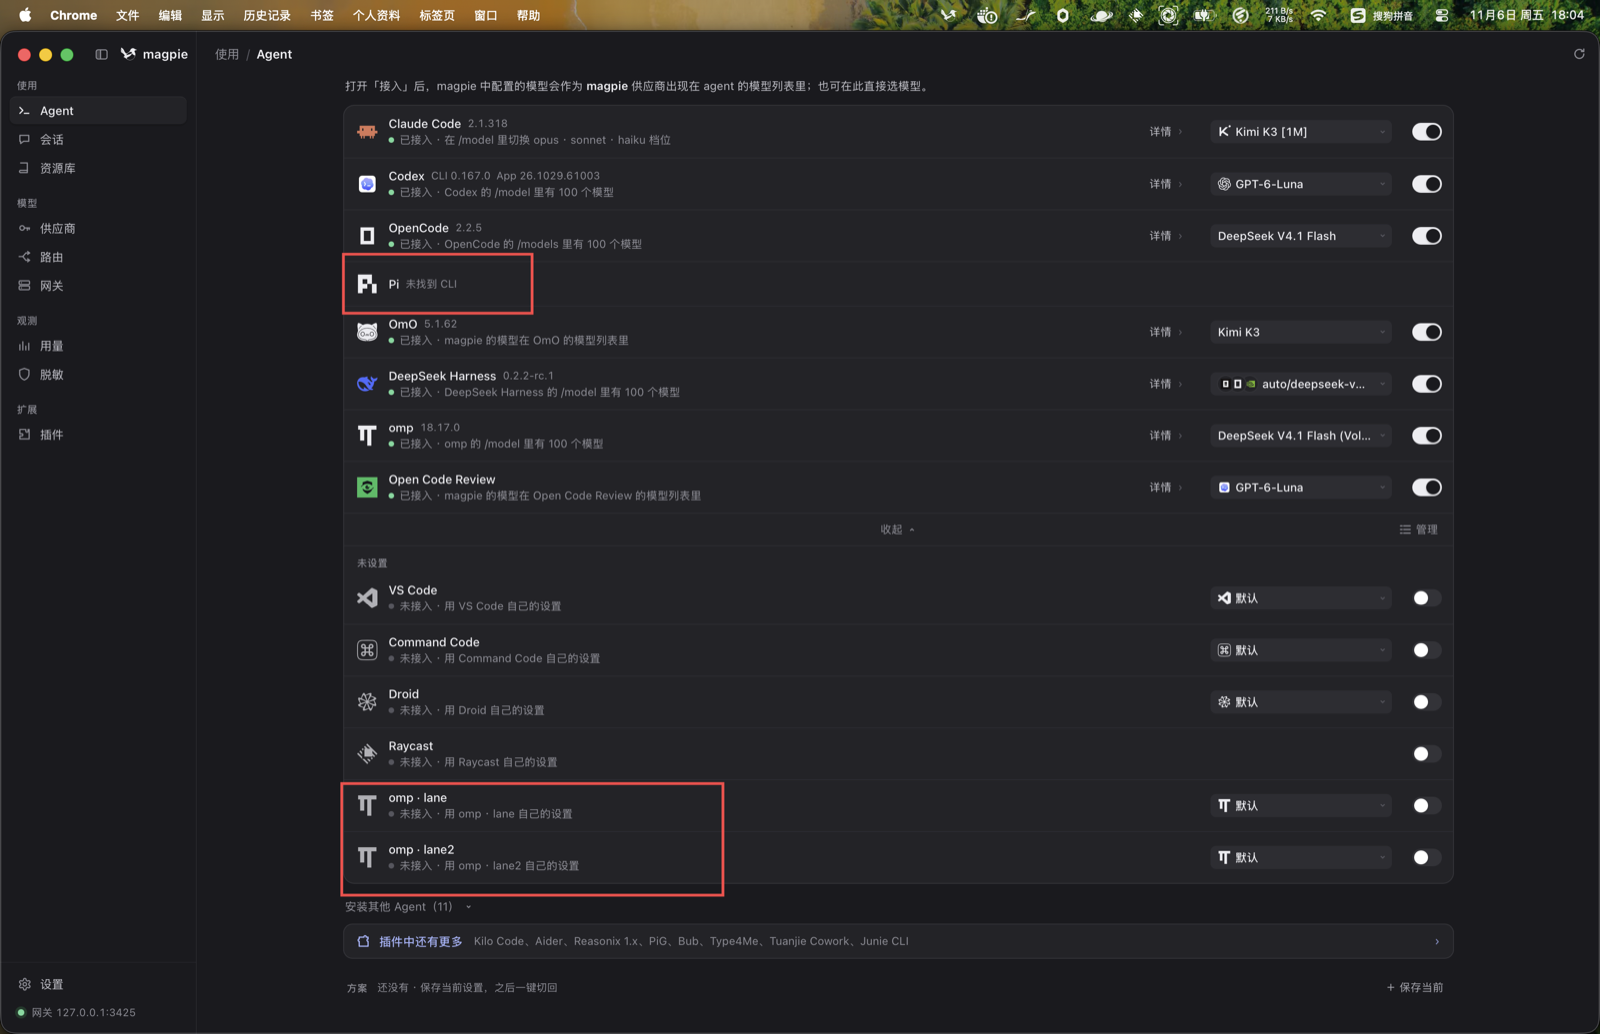 Chrome 文件 编辑 显示 历史记录 书签 个人资料 标签页 窗口 帮助
211 B/s
7 KB/s
搜狗拼音
11月6日 周五 18:04
magpie
使用 / Agent
使用
Agent
会话
资源库
模型
供应商
路由
网关
观测
用量
脱敏
扩展
插件
设置
网关 127.0.0.1:3425
打开「接入」后，magpie 中配置的模型会作为 magpie 供应商出现在 agent 的模型列表里；也可在此直接选模型。
Claude Code 2.1.318
已接入 · 在 /model 里切换 opus · sonnet · haiku 档位
详情
Kimi K3 [1M]
Codex CLI 0.167.0 App 26.1029.61003
已接入 · Codex 的 /model 里有 100 个模型
详情
GPT-6-Luna
OpenCode 2.2.5
已接入 · OpenCode 的 /models 里有 100 个模型
详情
DeepSeek V4.1 Flash
Pi 未找到 CLI
OmO 5.1.62
已接入 · magpie 的模型在 OmO 的模型列表里
详情
Kimi K3
DeepSeek Harness 0.2.2-rc.1
已接入 · DeepSeek Harness 的 /model 里有 100 个模型
详情
auto/deepseek-v...
omp 18.17.0
已接入 · omp 的 /model 里有 100 个模型
详情
DeepSeek V4.1 Flash (Vol...
Open Code Review
已接入 · magpie 的模型在 Open Code Review 的模型列表里
详情
GPT-6-Luna
收起
管理
未设置
VS Code
未接入 · 用 VS Code 自己的设置
默认
Command Code
未接入 · 用 Command Code 自己的设置
默认
Droid
未接入 · 用 Droid 自己的设置
默认
Raycast
未接入 · 用 Raycast 自己的设置
omp · lane
未接入 · 用 omp · lane 自己的设置
默认
omp · lane2
未接入 · 用 omp · lane2 自己的设置
默认
安装其他 Agent（11）
插件中还有更多 Kilo Code、Aider、Reasonix 1.x、PiG、Bub、Type4Me、Tuanjie Cowork、Junie CLI
方案 还没有 · 保存当前设置，之后一键切回
+ 保存当前